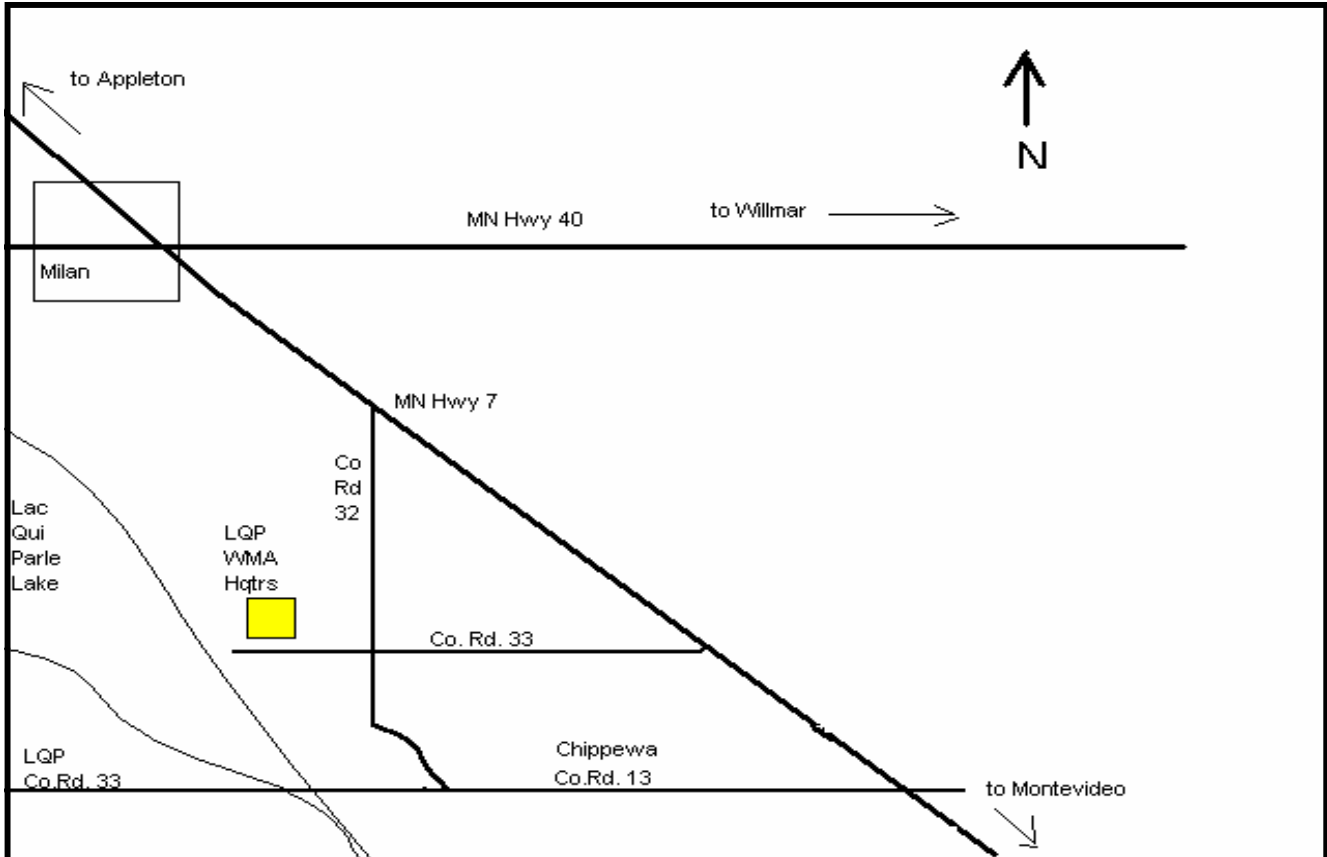 to Appleton
N
MN Hwy 40
to Willmar
Milan
MN Hwy 7
Co
Rd
32
Lac
Qui
Parle
Lake
LQP
WMA
Hqtrs
Co. Rd. 33
LQP
Co.Rd. 33
Chippewa
Co.Rd. 13
to Montevideo